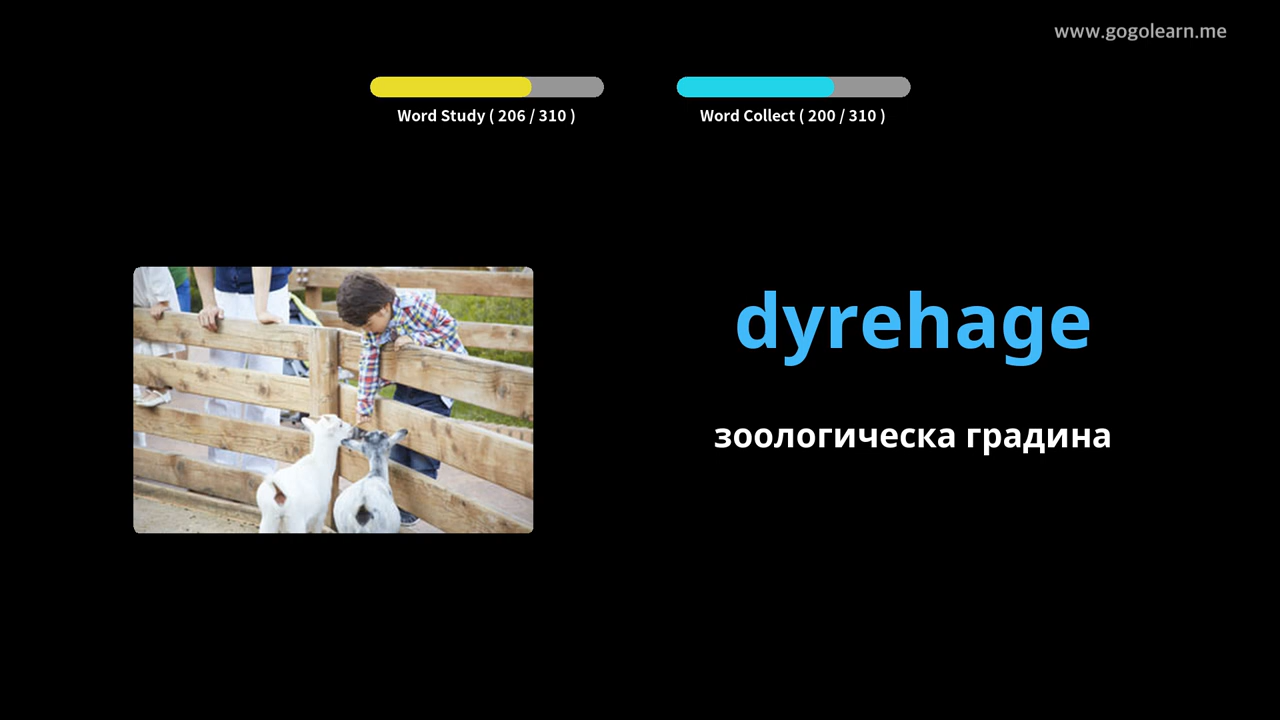 www.gogolearn.me
Word Study ( 206 / 310 )
Word Collect ( 200 / 310 )
dyrehage
зоологическа градина